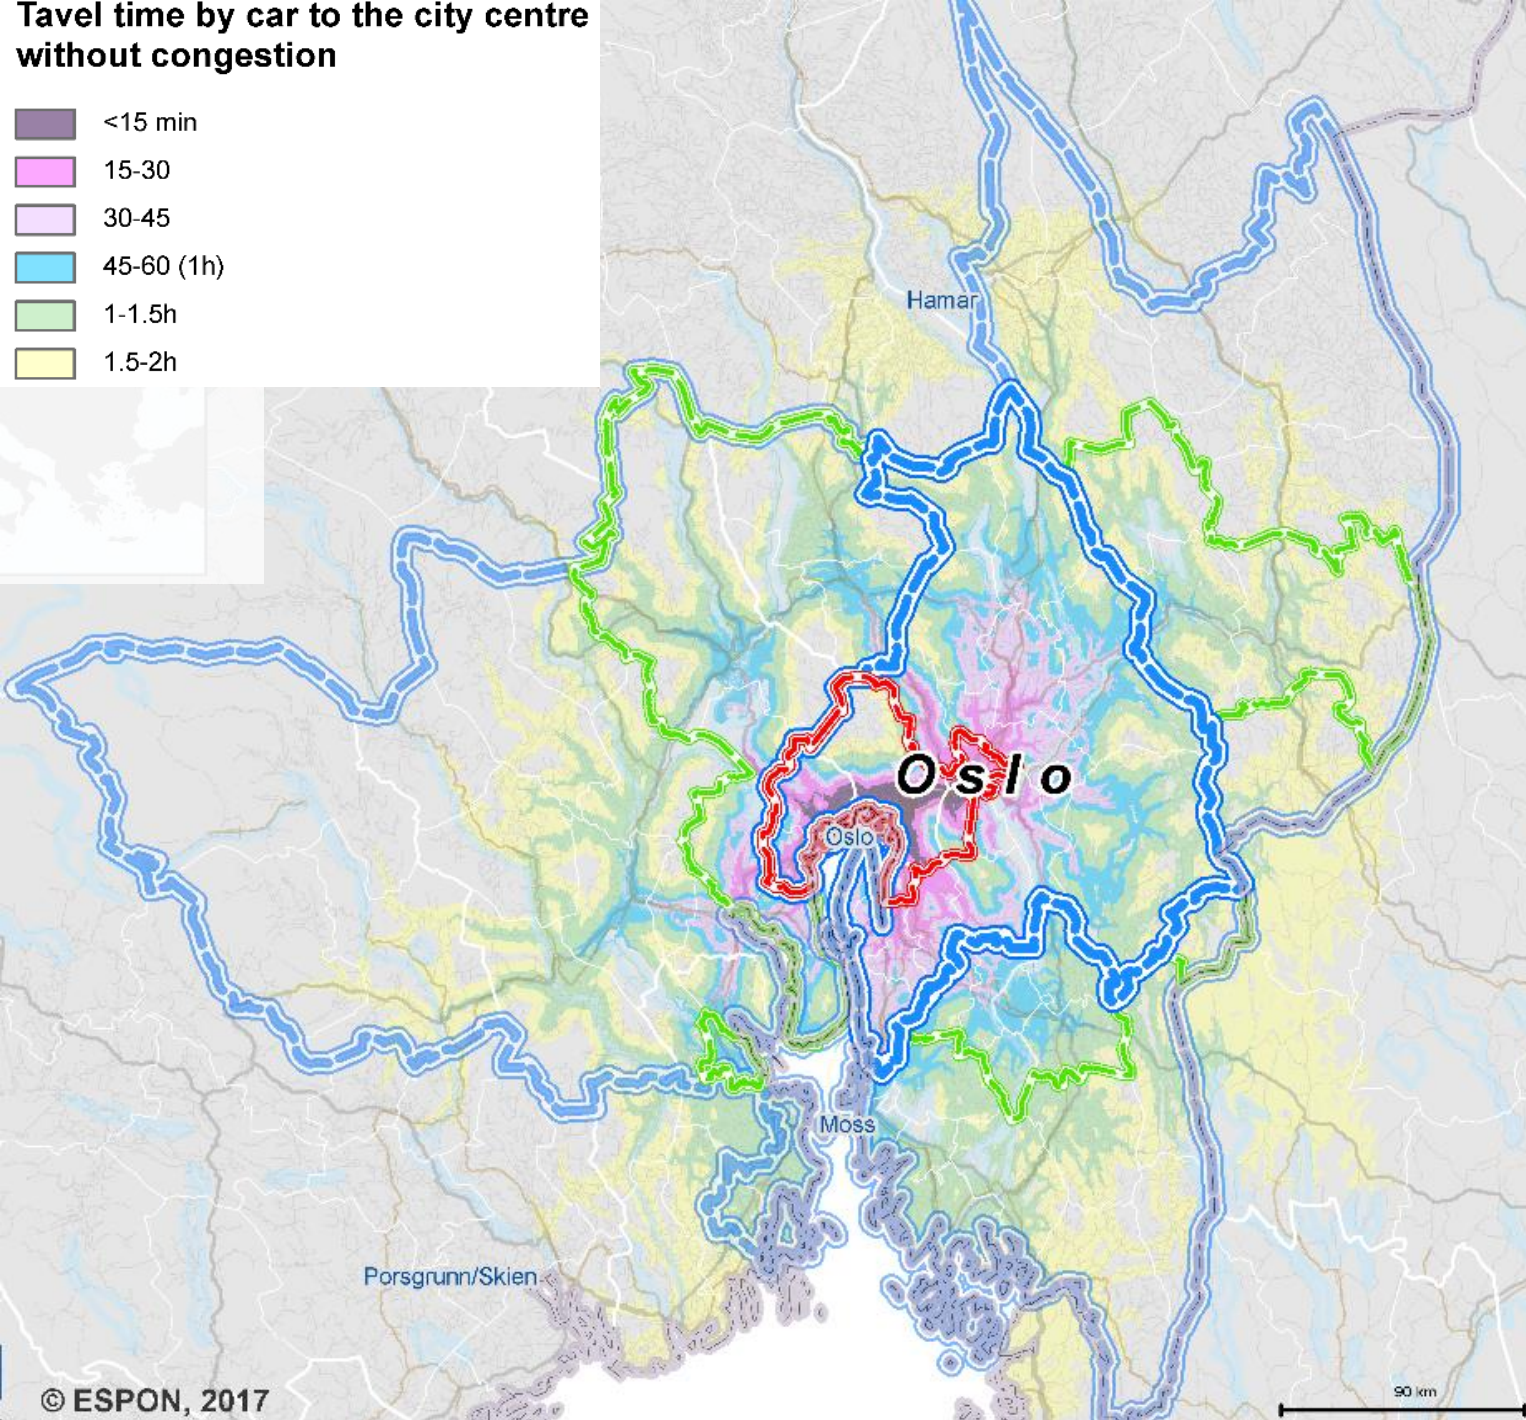 Tavel time by car to the city centre
without congestion
<15 min
15-30
30-45
45-60 (1h)
1-1.5h
1.5-2h
Hamar
Oslo
Oslo
Moss
Porsgrunn/Skien
© ESPON, 2017
90 km